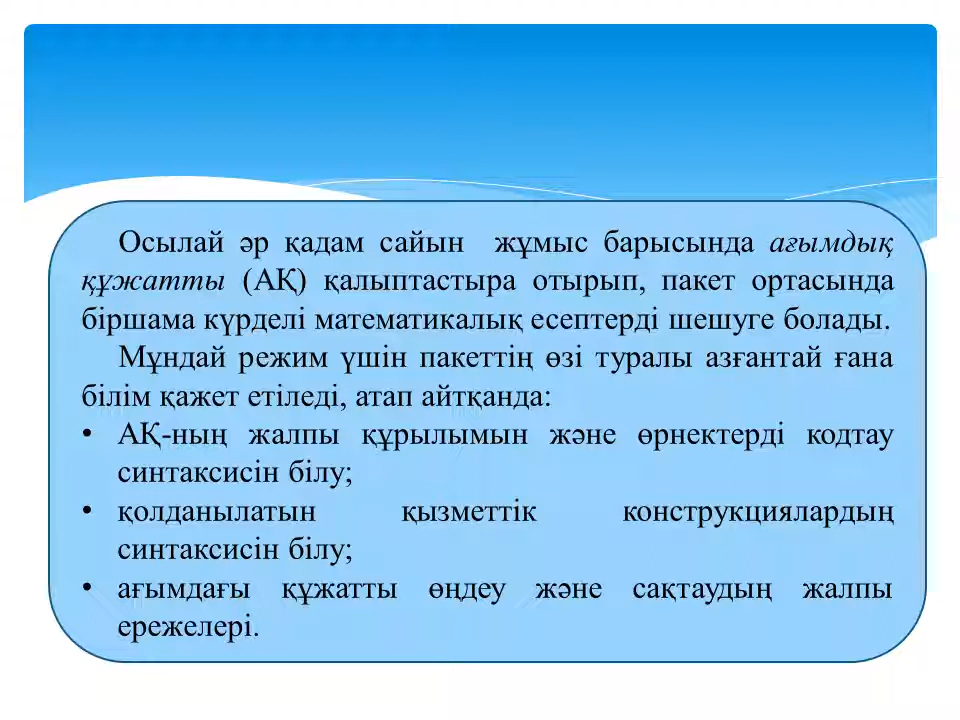 Осылай әр қадам сайын жұмыс барысында ағымдық
құжатты (АҚ) қалыптастыра отырып, пакет ортасында
біршама күрделі математикалық есептерді шешуге болады.
Мұндай режим үшін пакеттің өзі туралы азғантай ғана
білім қажет етіледі, атап айтқанда:
• АҚ-ның жалпы құрылымын және өрнектерді кодтау
синтаксисін білу;
• қолданылатын қызметтік конструкциялардың
синтаксисін білу;
• ағымдағы құжатты өңдеу және сақтаудың жалпы
ережелері.